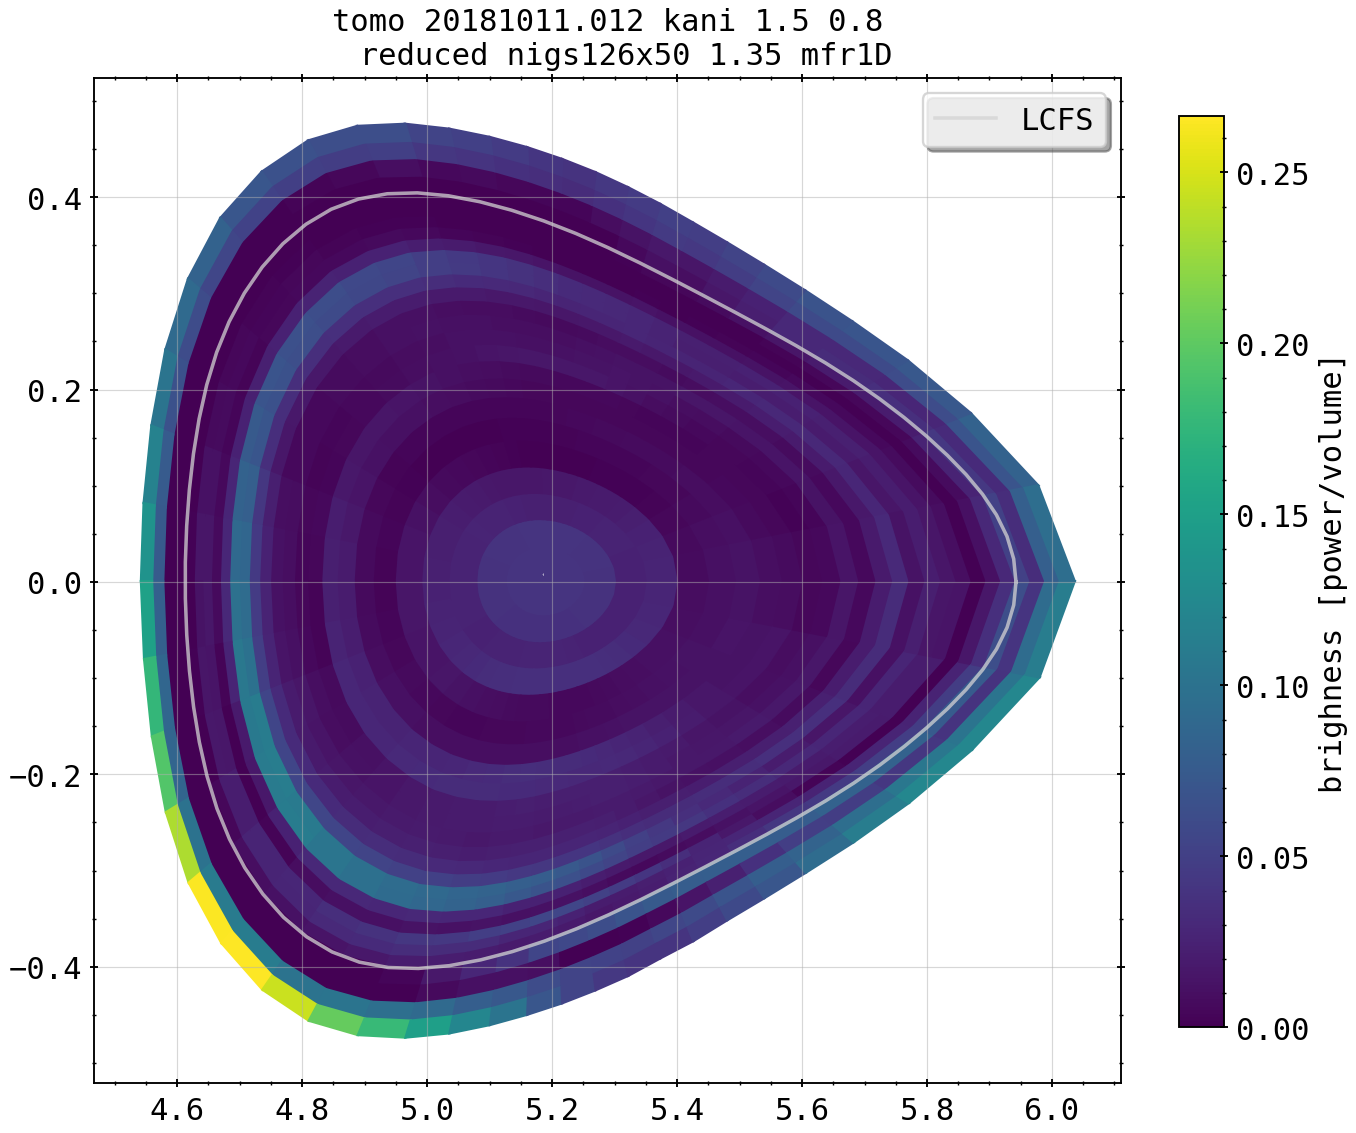 tomo 20181011.012 kani 1.5 0.8
reduced nigs126x50 1.35 mfr1D
LCFS
0.4
0.2
0.0
−0.2
−0.4
4.6 4.8 5.0 5.2 5.4 5.6 5.8 6.0
0.25
0.20
0.15
0.10
0.05
0.00
brighness [power/volume]